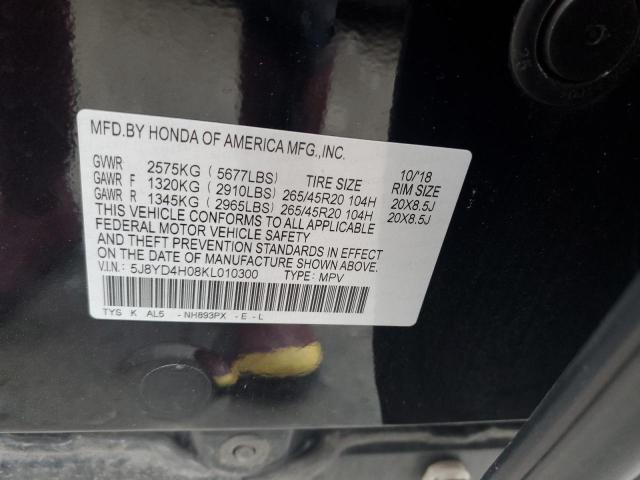 MFD.BY HONDA OF AMERICA MFG.,INC. 10/'18
GVWR 2575KG ( 5677LBS) TIRE SIZE RIM SIZE
GAWR F 1320KG ( 2910LBS) 265/45R20 104H 20X8.5J
GAWR R 1345KG ( 2965LBS) 265/45R20 104H 20X8.5J
THIS VEHICLE CONFORMS TO ALL APPLICABLE
FEDERAL MOTOR VEHICLE SAFETY
AND THEFT PREVENTION STANDARDS IN EFFECT
ON THE DATE OF MANUFACTURE SHOWN ABOVE.
V.I.N.: 5J8YD4H08KL010300 TYPE: MPV
TYS K AL5 -NH893PX -E -L